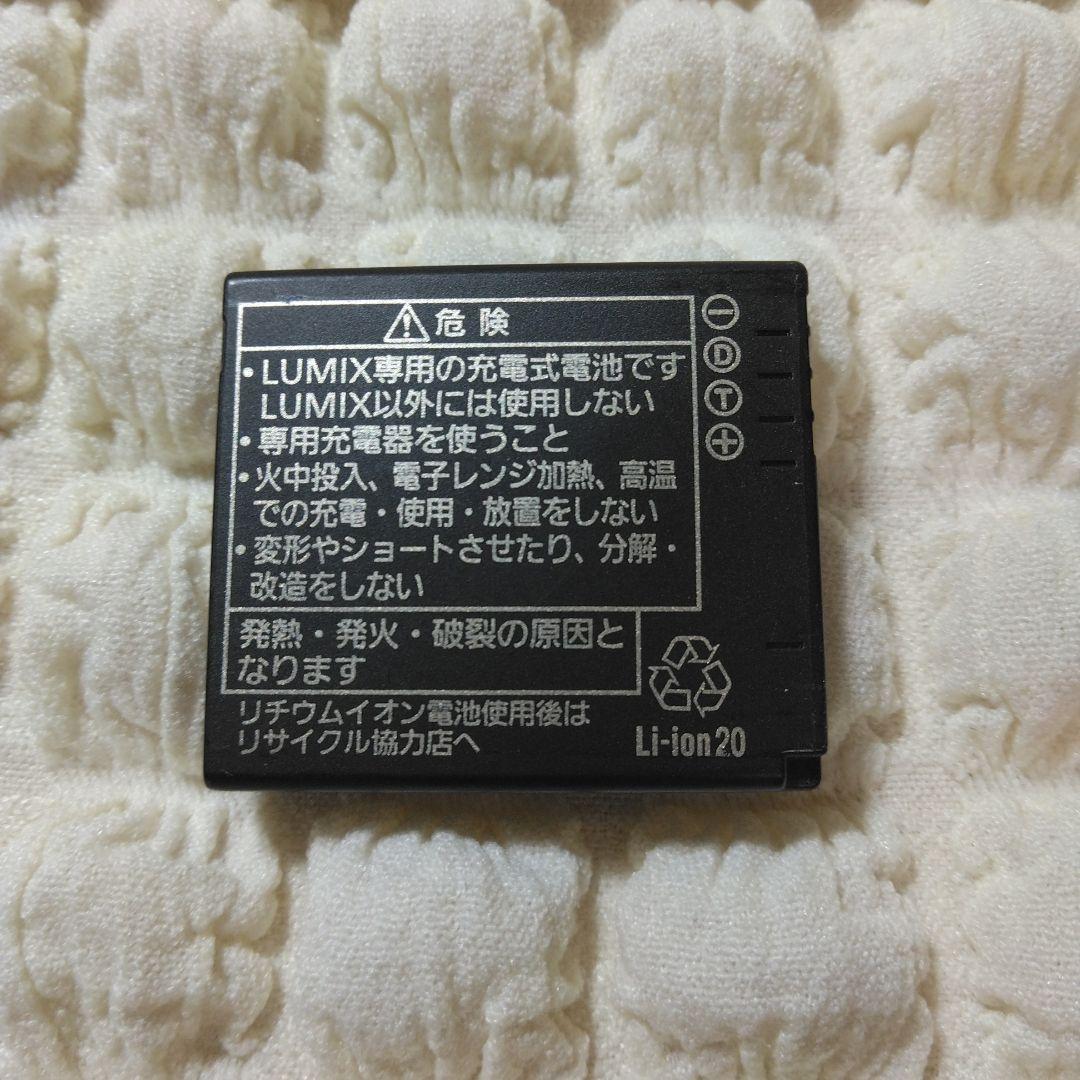 ⚠危険
・LUMIX専用の充電式電池です
LUMIX以外には使用しない
・専用充電器を使うこと
・火中投入、電子レンジ加熱、高温
での充電・使用・放置をしない
・変形やショートさせたり、分解・
改造をしない
発熱・発火・破裂の原因と
なります
リチウムイオン電池使用後は
リサイクル協力店へ
−
D
T
+
Li-ion20